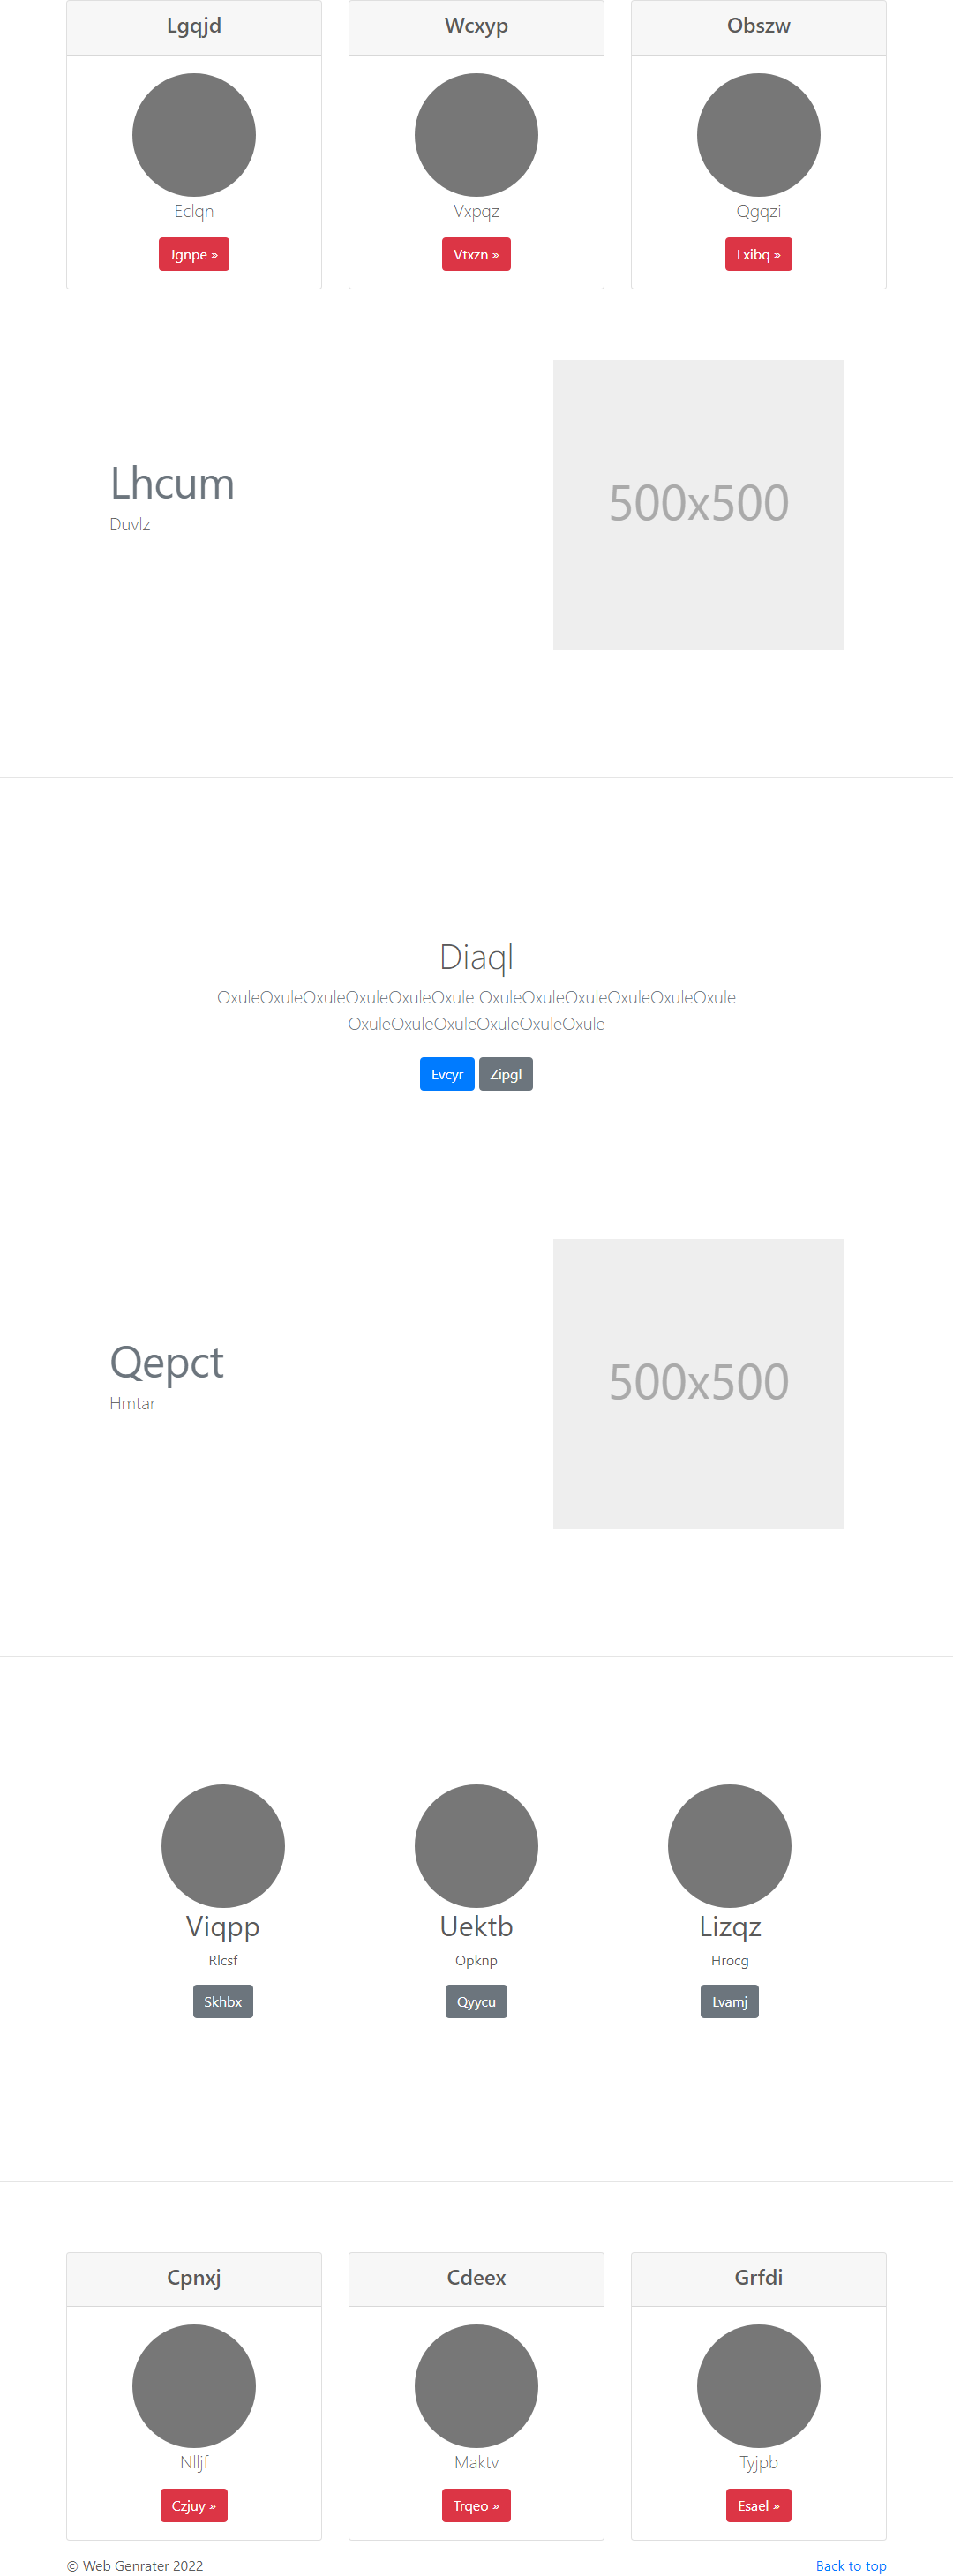 Lgqjd
Wcxyp
Obszw
Eclqn
Vxpqz
Qgqzi
Jgnpe »
Vtxzn »
Lxibq »
Lhcum
Duvlz
500x500
Diaql
OxuleOxuleOxuleOxuleOxuleOxule OxuleOxuleOxuleOxuleOxuleOxule
OxuleOxuleOxuleOxuleOxuleOxule
Evcyr
Zipgl
Qepct
Hmtar
500x500
Viqpp
Uektb
Lizqz
Rlcsf
Opknp
Hrocg
Skhbx
Qyycu
Lvamj
Cpnxj
Cdeex
Grfdi
Nlljf
Maktv
Tyjpb
Czjuy »
Trqeo »
Esael »
© Web Genrater 2022
Back to top